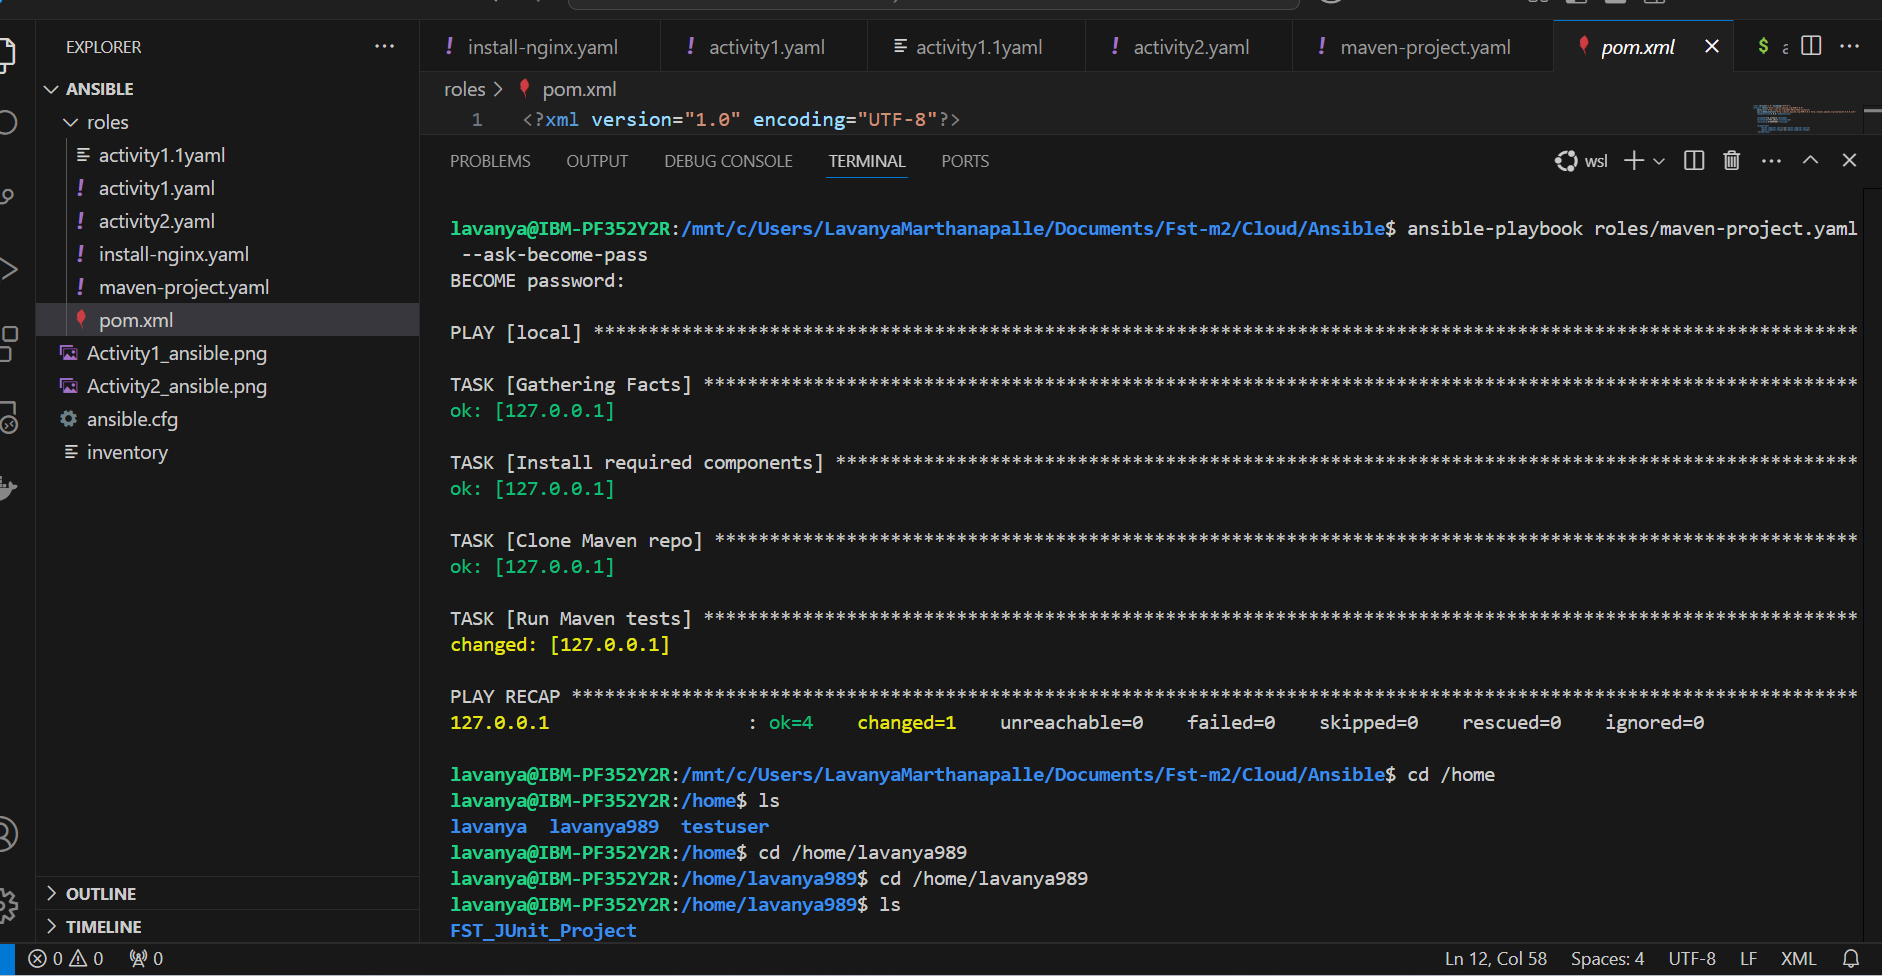 EXPLORER
ANSIBLE
roles
activity1.1yaml
activity1.yaml
activity2.yaml
install-nginx.yaml
maven-project.yaml
pom.xml
Activity1_ansible.png
Activity2_ansible.png
ansible.cfg
inventory
OUTLINE
TIMELINE
install-nginx.yaml activity1.yaml activity1.1yaml activity2.yaml maven-project.yaml pom.xml $ a
roles > pom.xml
1 <?xml version="1.0" encoding="UTF-8"?>
PROBLEMS OUTPUT DEBUG CONSOLE TERMINAL PORTS wsl
lavanya@IBM-PF352Y2R:/mnt/c/Users/LavanyaMarthanapalle/Documents/Fst-m2/Cloud/Ansible$ ansible-playbook roles/maven-project.yaml
--ask-become-pass
BECOME password:
PLAY [local] *******************************************************************************************************************
TASK [Gathering Facts] *********************************************************************************************************
ok: [127.0.0.1]
TASK [Install required components] *********************************************************************************************
ok: [127.0.0.1]
TASK [Clone Maven repo] ********************************************************************************************************
ok: [127.0.0.1]
TASK [Run Maven tests] *********************************************************************************************************
changed: [127.0.0.1]
PLAY RECAP *********************************************************************************************************************
127.0.0.1 : ok=4 changed=1 unreachable=0 failed=0 skipped=0 rescued=0 ignored=0
lavanya@IBM-PF352Y2R:/mnt/c/Users/LavanyaMarthanapalle/Documents/Fst-m2/Cloud/Ansible$ cd /home
lavanya@IBM-PF352Y2R:/home$ ls
lavanya lavanya989 testuser
lavanya@IBM-PF352Y2R:/home$ cd /home/lavanya989
lavanya@IBM-PF352Y2R:/home/lavanya989$ cd /home/lavanya989
lavanya@IBM-PF352Y2R:/home/lavanya989$ ls
FST_JUnit_Project
0 0 0 Ln 12, Col 58 Spaces: 4 UTF-8 LF XML